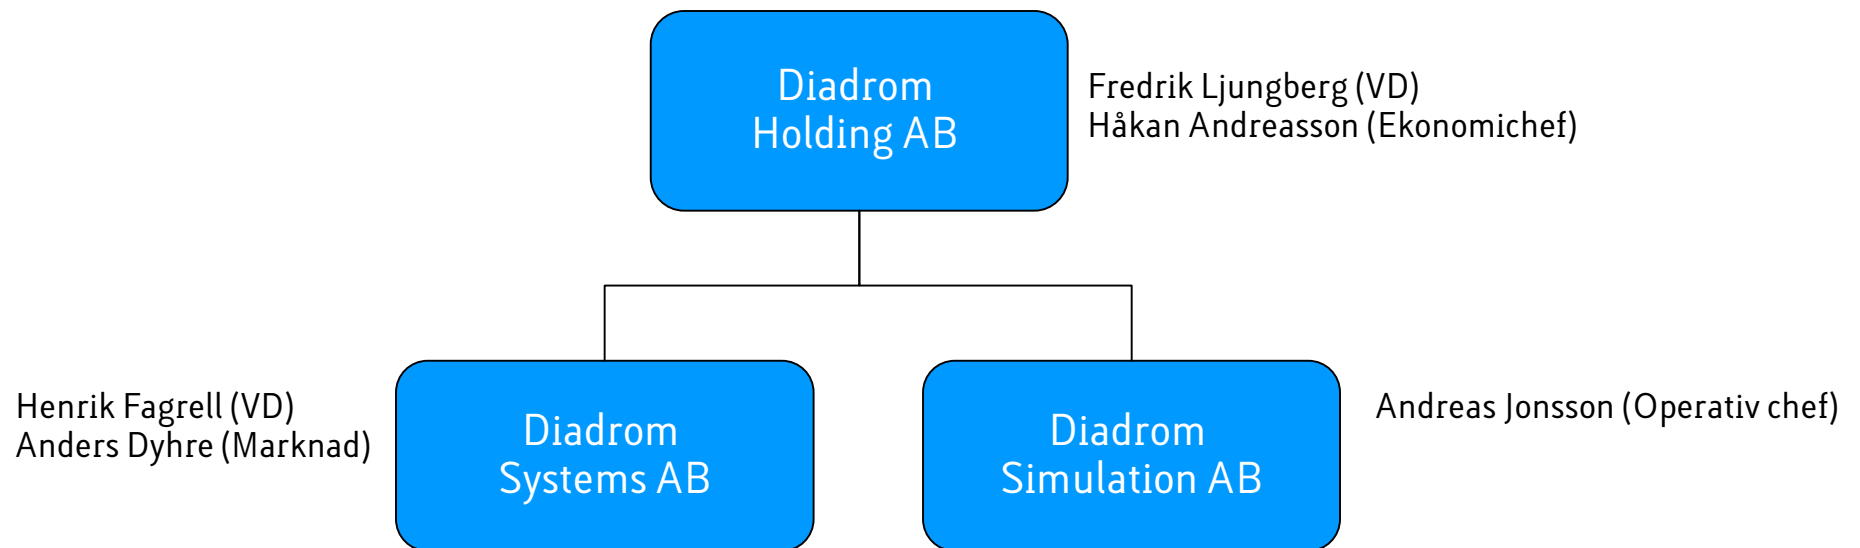 Diadrom
Holding AB
Fredrik Ljungberg (VD)
Håkan Andreasson (Ekonomichef)
Henrik Fagrell (VD)
Anders Dyhre (Marknad)
Diadrom
Systems AB
Diadrom
Simulation AB
Andreas Jonsson (Operativ chef)